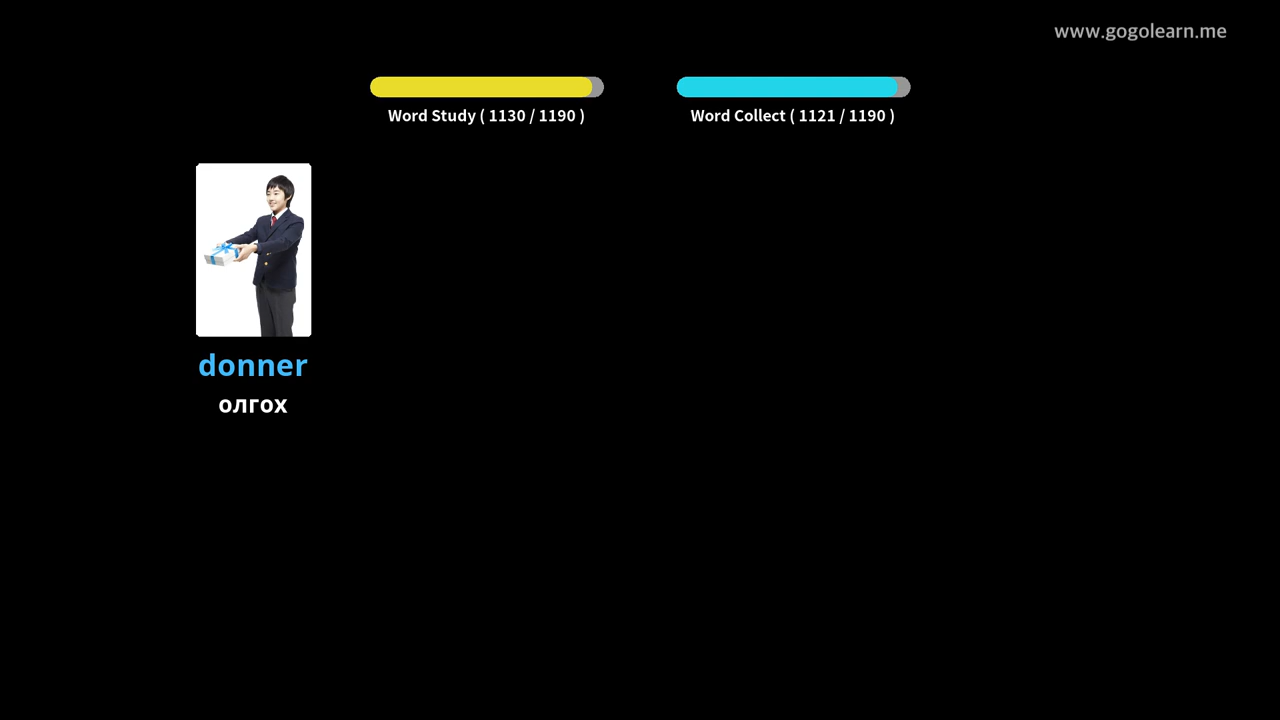 www.gogolearn.me
Word Study ( 1130 / 1190 )
Word Collect ( 1121 / 1190 )
donner
олгох